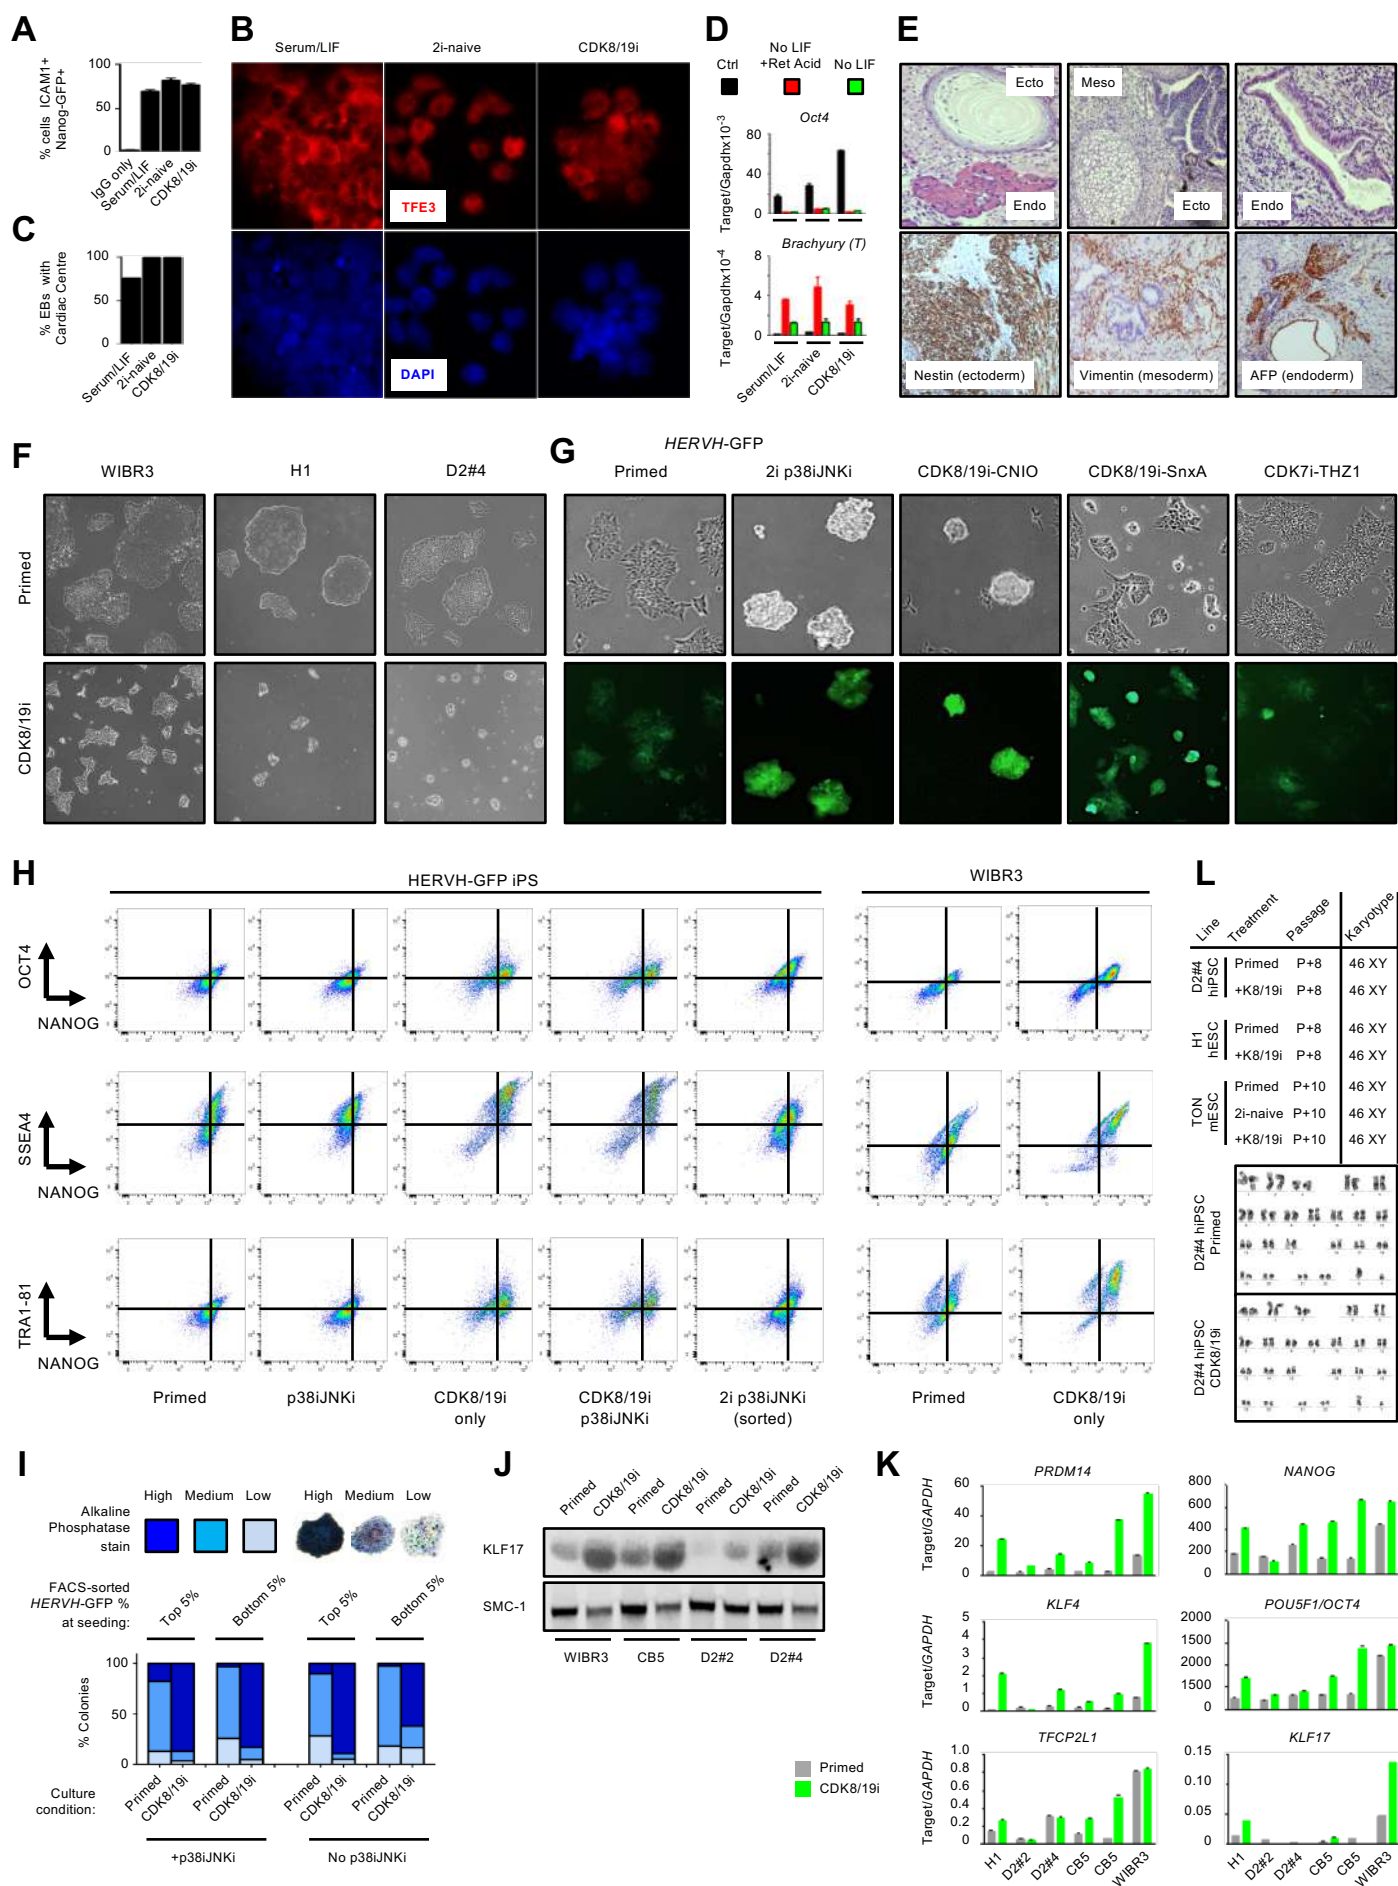 A
% cells ICAM1+
Nanog-GFP+
100
50
0
IgG only
Serum/LIF
2i-naive
CDK8/19i
B
Serum/LIF
2i-naive
CDK8/19i
TFE3
DAPI
C
% EBs with
Cardiac Centre
100
50
0
Serum/LIF
2i-naive
CDK8/19i
D
No LIF
Ctrl
+Ret Acid
No LIF
Oct4
Target/Gapdhx10-3
80
40
0
Brachyury (T)
Target/Gapdhx10-4
8
4
0
Serum/LIF
2i-naive
CDK8/19i
E
Ecto
Endo
Meso
Ecto
Endo
Nestin (ectoderm)
Vimentin (mesoderm)
AFP (endoderm)
F
WIBR3
H1
D2#4
Primed
CDK8/19i
G
HERVH-GFP
Primed
2i p38iJNKi
CDK8/19i-CNIO
CDK8/19i-SnxA
CDK7i-THZ1
H
HERVH-GFP iPS
WIBR3
OCT4
NANOG
SSEA4
NANOG
TRA1-81
NANOG
Primed
p38iJNKi
CDK8/19i
only
CDK8/19i
p38iJNKi
2i p38iJNKi
(sorted)
Primed
CDK8/19i
only
L
Line
Treatment
Passage
Karyotype
D2#4
hiPSC
Primed P+8 46 XY
+K8/19i P+8 46 XY
H1
hESC
Primed P+8 46 XY
+K8/19i P+8 46 XY
TON
mESC
Primed P+10 46 XY
2i-naive P+10 46 XY
+K8/19i P+10 46 XY
D2#4 hiPSC
Primed
D2#4 hiPSC
CDK8/19i
I
Alkaline
Phosphatase
stain
High Medium Low
High Medium Low
FACS-sorted
HERVH-GFP %
at seeding:
Top 5%
Bottom 5%
Top 5%
Bottom 5%
% Colonies
100
50
0
Culture
condition:
Primed
CDK8/19i
Primed
CDK8/19i
Primed
CDK8/19i
Primed
CDK8/19i
+p38iJNKi
No p38iJNKi
J
Primed
CDK8/19i
Primed
CDK8/19i
Primed
CDK8/19i
Primed
CDK8/19i
KLF17
SMC-1
WIBR3
CB5
D2#2
D2#4
Primed
CDK8/19i
K
PRDM14
Target/GAPDH
60
40
20
0
NANOG
800
600
400
200
0
KLF4
Target/GAPDH
5
4
3
2
1
0
POU5F1/OCT4
2000
1500
1000
1500
0
TFCP2L1
Target/GAPDH
1.0
0.8
0.6
0.4
0.2
0
KLF17
0.15
0.10
0.05
0
H1
D2#2
D2#4
CB5
CB5
WIBR3
H1
D2#2
D2#4
CB5
CB5
WIBR3